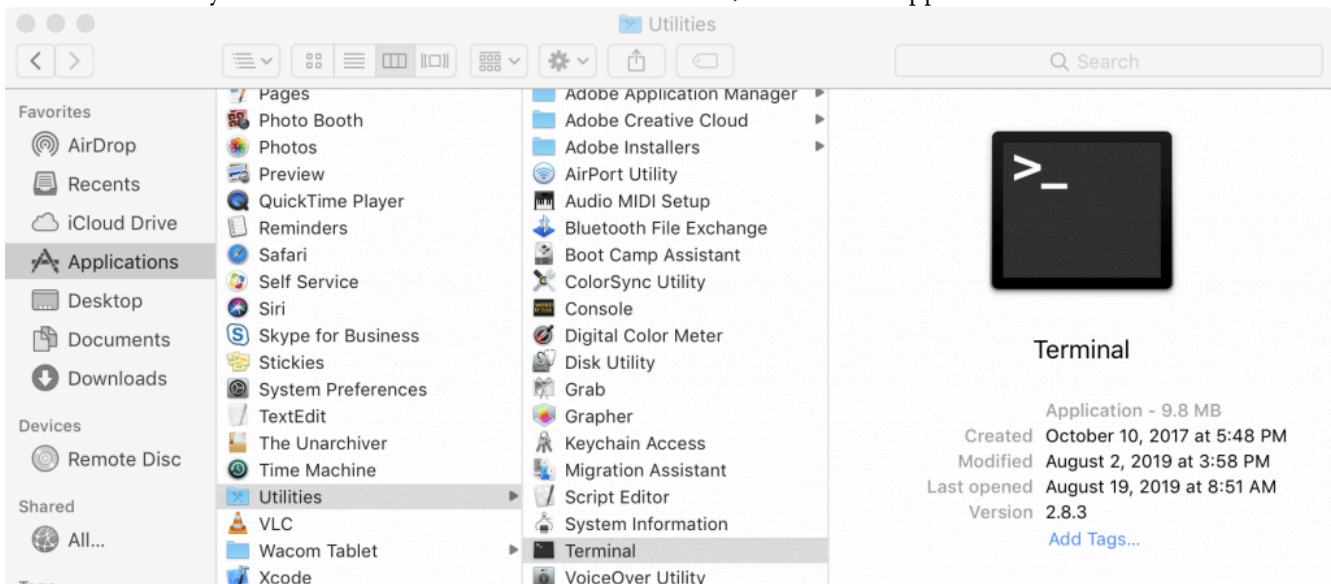 Utilities
Search
Favorites
AirDrop
Recents
iCloud Drive
Applications
Desktop
Documents
Downloads
Devices
Remote Disc
Shared
All...
Pages
Photo Booth
Photos
Preview
QuickTime Player
Reminders
Safari
Self Service
Siri
Skype for Business
Stickies
System Preferences
TextEdit
The Unarchiver
Time Machine
Utilities
VLC
Wacom Tablet
Xcode
Adobe Application Manager
Adobe Creative Cloud
Adobe Installers
AirPort Utility
Audio MIDI Setup
Bluetooth File Exchange
Boot Camp Assistant
ColorSync Utility
Console
Digital Color Meter
Disk Utility
Grab
Grapher
Keychain Access
Migration Assistant
Script Editor
System Information
Terminal
VoiceOver Utility
>_
Terminal
Application - 9.8 MB
Created October 10, 2017 at 5:48 PM
Modified August 2, 2019 at 3:58 PM
Last opened August 19, 2019 at 8:51 AM
Version 2.8.3
Add Tags...